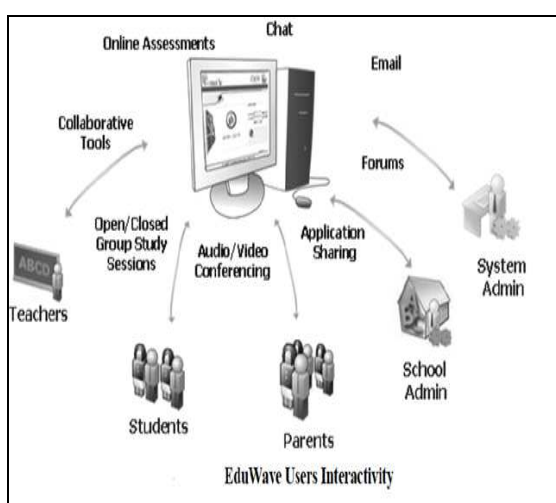 Chat
Online Assessments
Email
Collaborative
Tools
Forums
Open/Closed
Group Study
Sessions
Audio/Video
Conferencing
Application
Sharing
ABCD
Teachers
System
Admin
School
Admin
Students
Parents
EduWave Users Interactivity